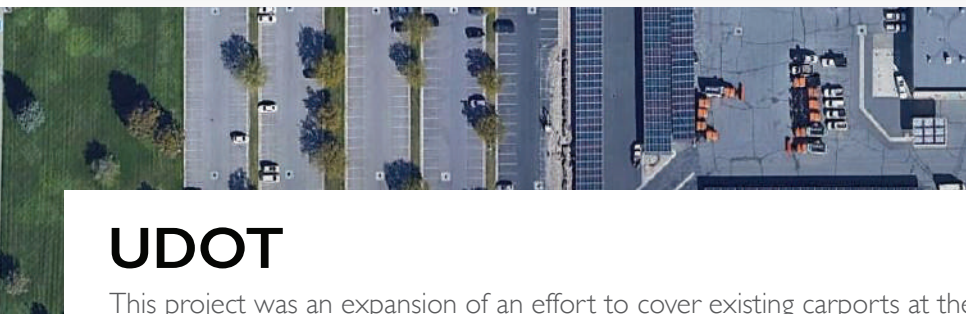 UDOT
This project was an expansion of an effort to cover existing carports at the